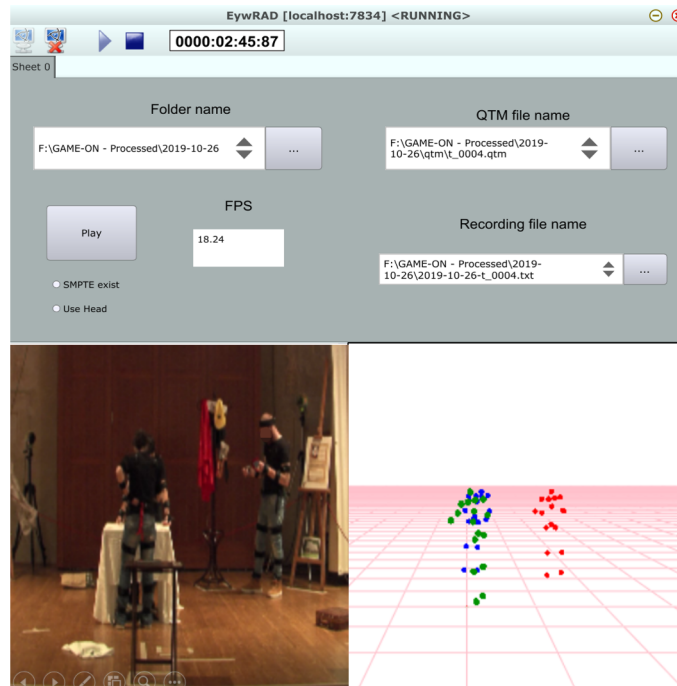 EywRAD [localhost:7834] <RUNNING>
0000:02:45:87
Sheet 0
Folder name
QTM file name
F:\GAME-ON - Processed\2019-10-26
...
F:\GAME-ON - Processed\2019-
10-26\qtm\t_0004.qtm
...
FPS
Play
18.24
Recording file name
SMPTE exist
F:\GAME-ON - Processed\2019-
10-26\2019-10-26-t_0004.txt
...
Use Head